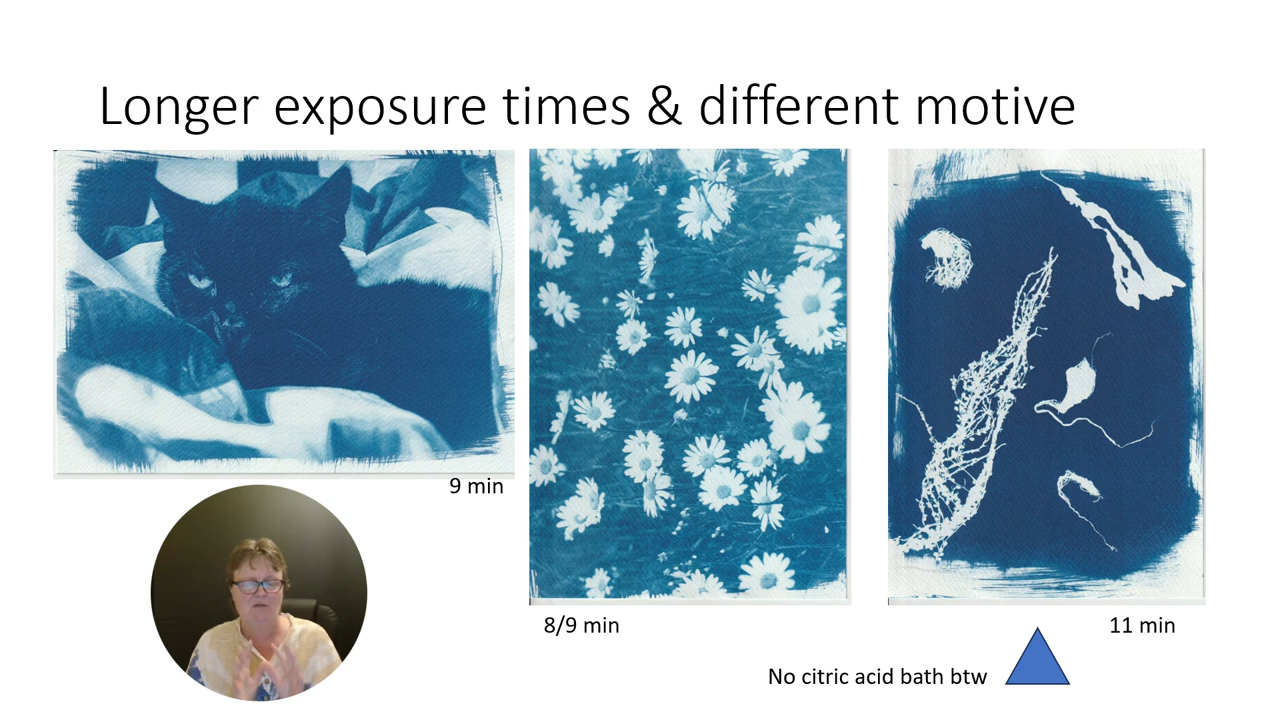 Longer exposure times & different motive
9 min
8/9 min
11 min
No citric acid bath btw